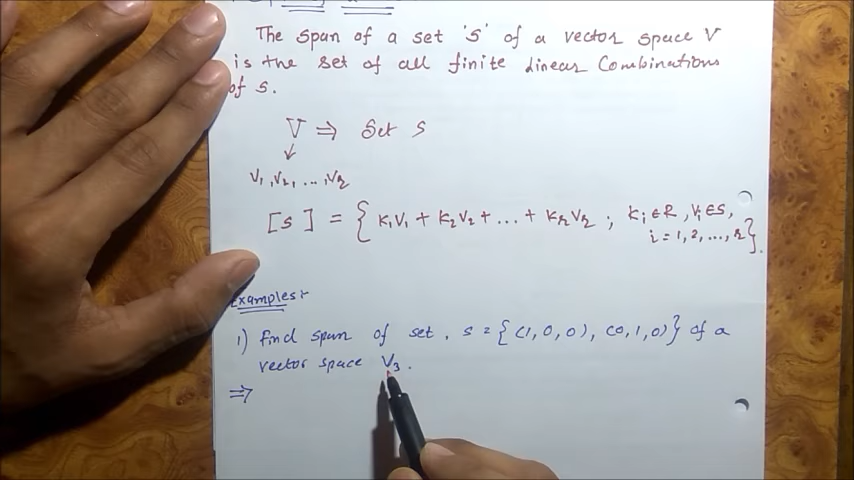 The span of a set 's' of a vector space V
is the set of all finite Linear Combinations
of s.
V ⇒ Set S
↓
V₁, V₂, ..., Vᵣ
[s] = { k₁V₁ + k₂V₂ + ... + kᵣVᵣ ; kᵢ ∈ R, Vᵢ ∈ S,
i = 1, 2, ..., r }.
Examples:-
1) Find span of set, s = {(1, 0, 0), (0, 1, 0)} of a
vector space V₃.
⇒